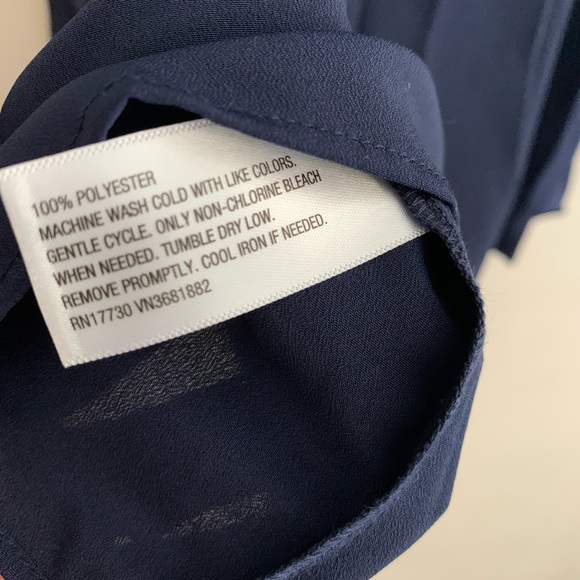 100% POLYESTER
MACHINE WASH COLD WITH LIKE COLORS.
GENTLE CYCLE. ONLY NON-CHLORINE BLEACH
WHEN NEEDED. TUMBLE DRY LOW.
REMOVE PROMPTLY. COOL IRON IF NEEDED.
RN17730 VN3681882